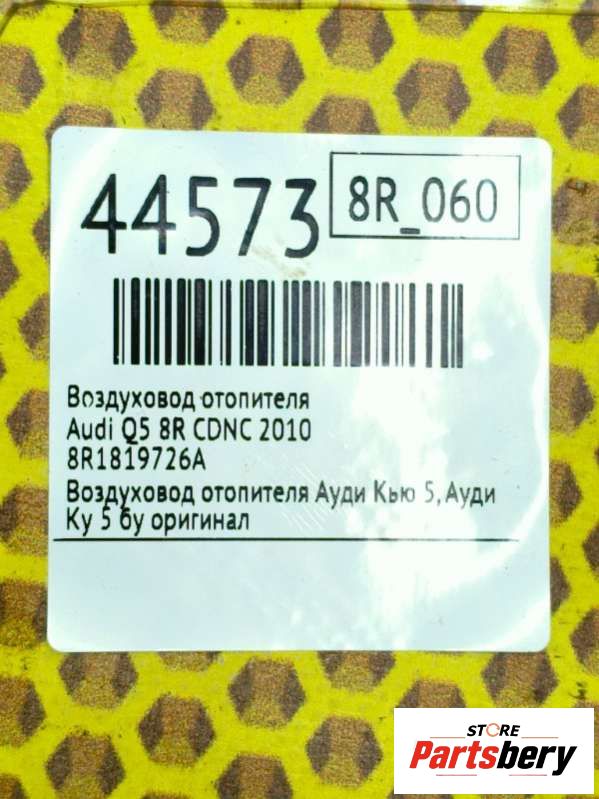 44573
8R_060
Воздуховод отопителя
Audi Q5 8R CDNC 2010
8R1819726A
Воздуховод отопителя Ауди Кью 5, Ауди
Ку 5 бу оригинал
STORE
Partsbery